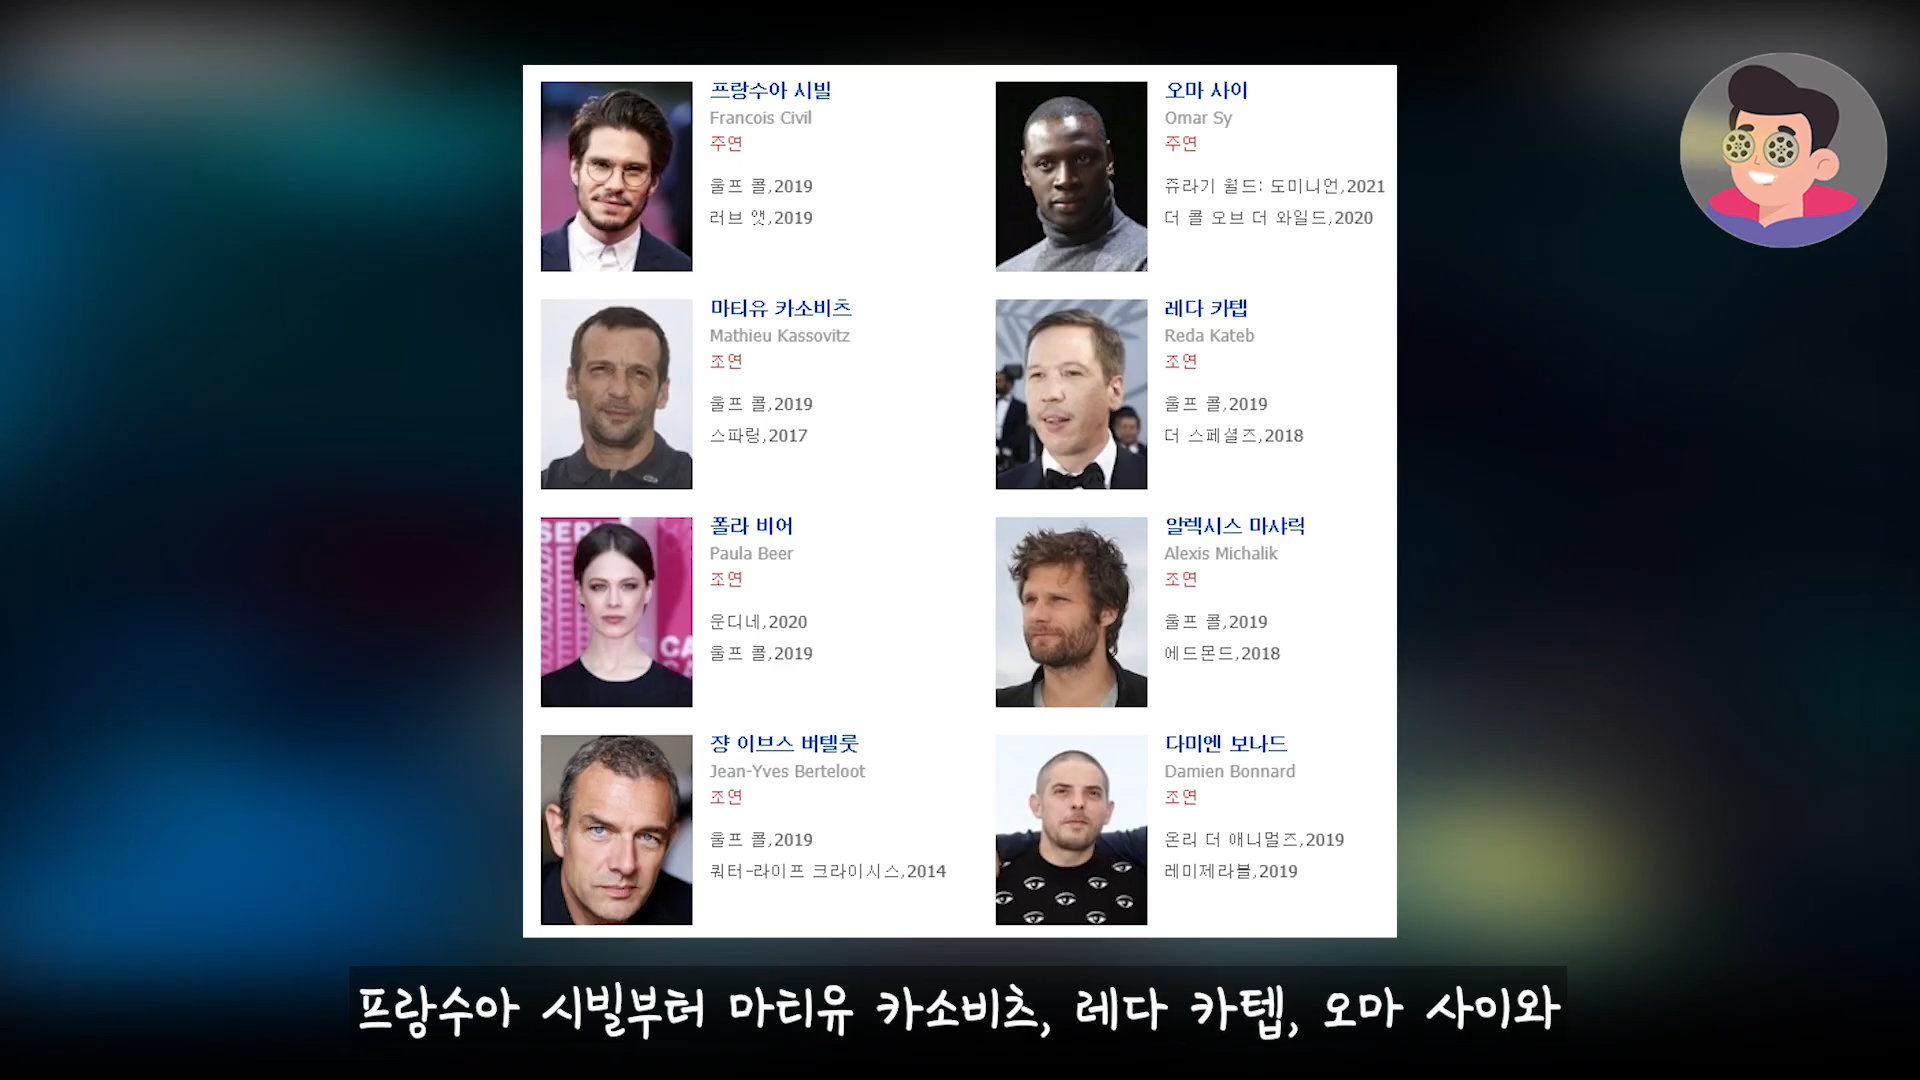 프랑수아 시빌
Francois Civil
주연
울프 콜,2019
러브 앳,2019
오마 사이
Omar Sy
주연
쥬라기 월드: 도미니언,2021
더 콜 오브 더 와일드,2020
마티유 카소비츠
Mathieu Kassovitz
조연
울프 콜,2019
스파링,2017
레다 카텝
Reda Kateb
조연
울프 콜,2019
더 스페셜즈,2018
폴라 비어
Paula Beer
조연
운디네,2020
울프 콜,2019
알렉시스 마샤릭
Alexis Michalik
조연
울프 콜,2019
에드몬드,2018
쟝 이브스 버텔룻
Jean-Yves Berteloot
조연
울프 콜,2019
쿼터-라이프 크라이시스,2014
다미엔 보나드
Damien Bonnard
조연
온리 더 애니멀즈,2019
레미제라블,2019
프랑수아 시빌부터 마티유 카소비츠, 레다 카텝, 오마 사이와